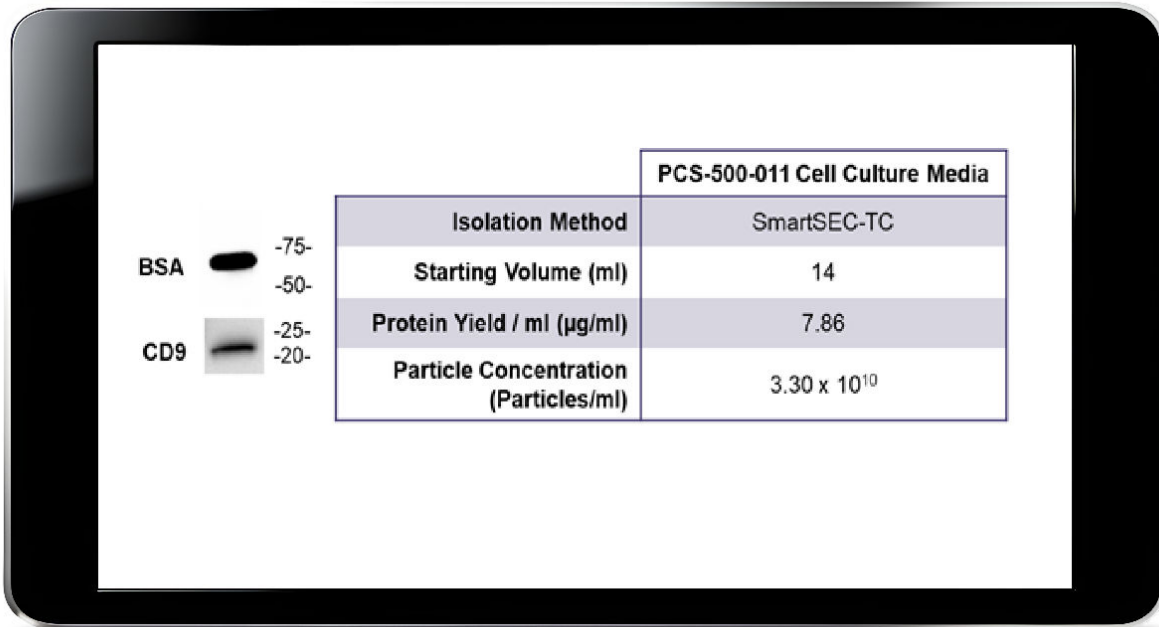 BSA
-75-
-50-
CD9
-25-
-20-
PCS-500-011 Cell Culture Media
Isolation Method SmartSEC-TC
Starting Volume (ml) 14
Protein Yield / ml (µg/ml) 7.86
Particle Concentration
(Particles/ml) 3.30 x 10¹⁰